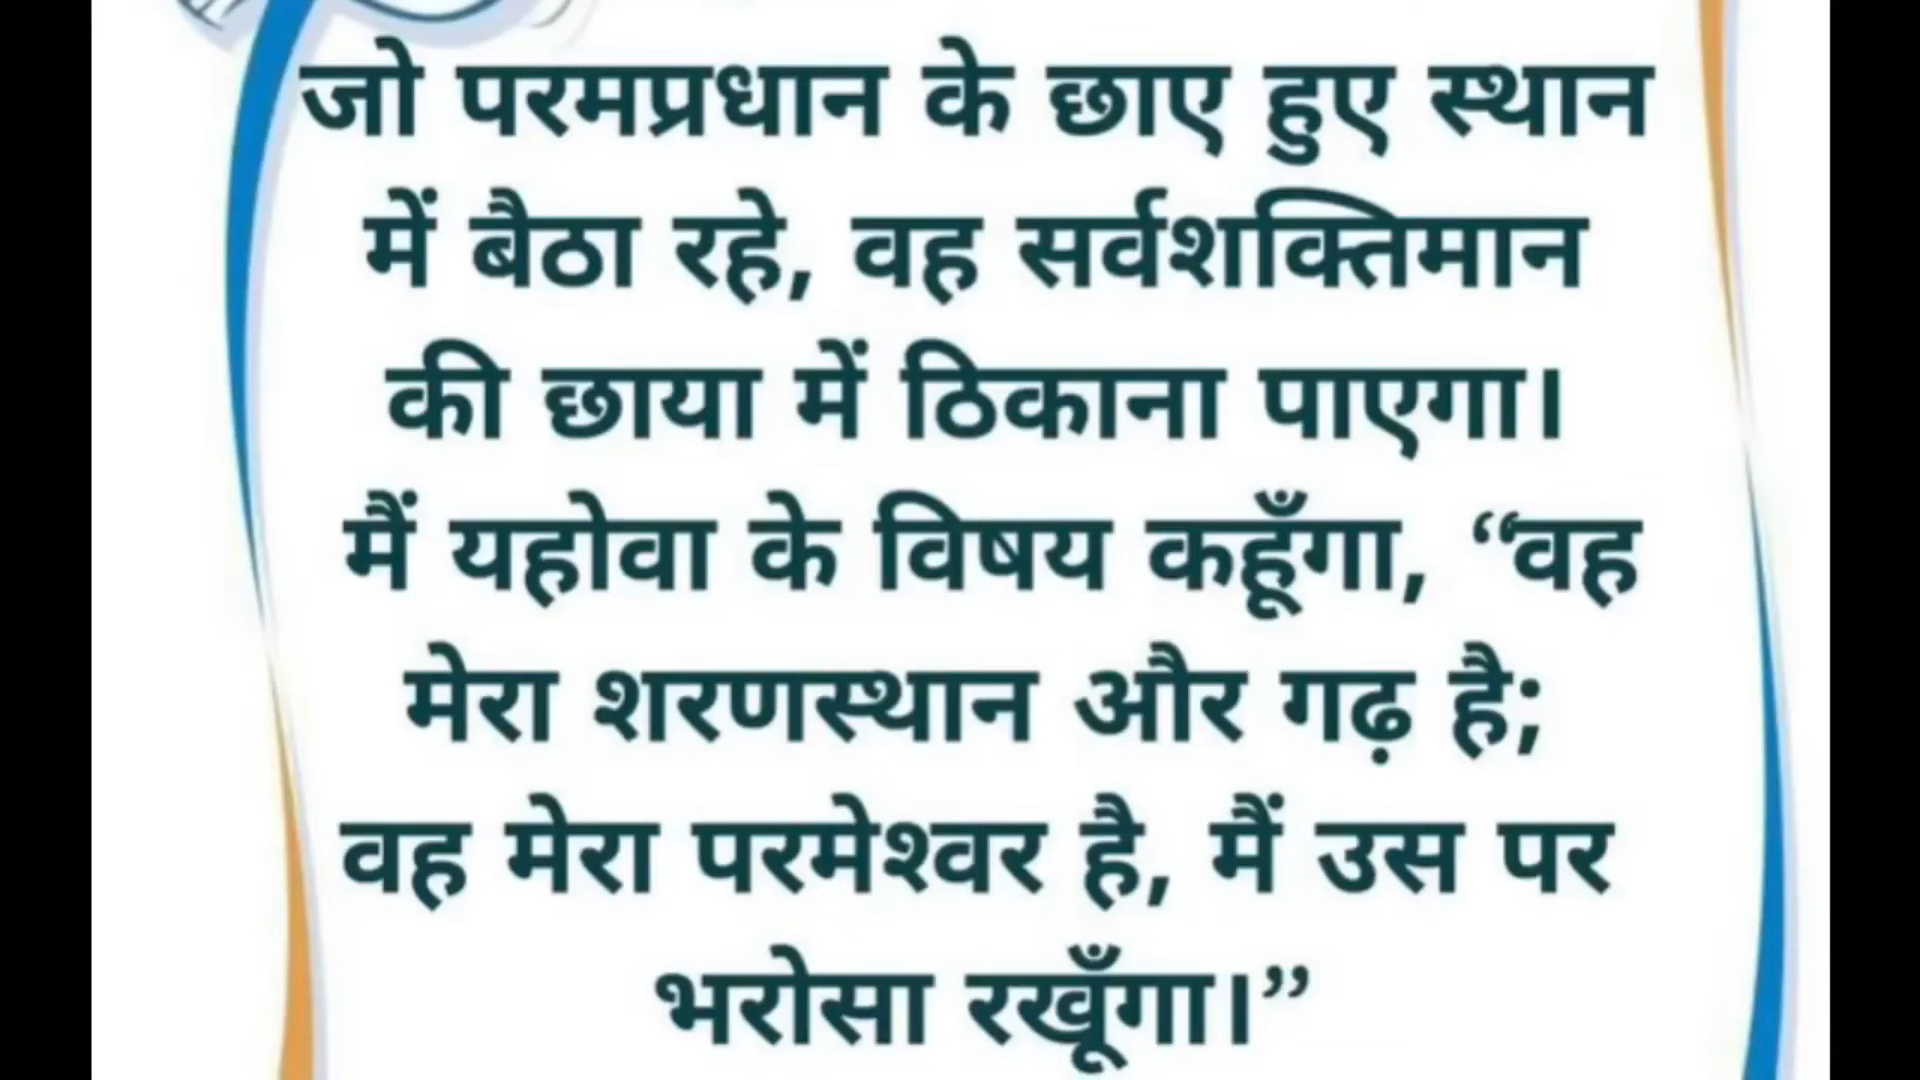 जो परमप्रधान के छाए हुए स्थान
में बैठा रहे, वह सर्वशक्तिमान
की छाया में ठिकाना पाएगा।
मैं यहोवा के विषय कहूँगा, “वह
मेरा शरणस्थान और गढ़ है;
वह मेरा परमेश्वर है, मैं उस पर
भरोसा रखूँगा।”